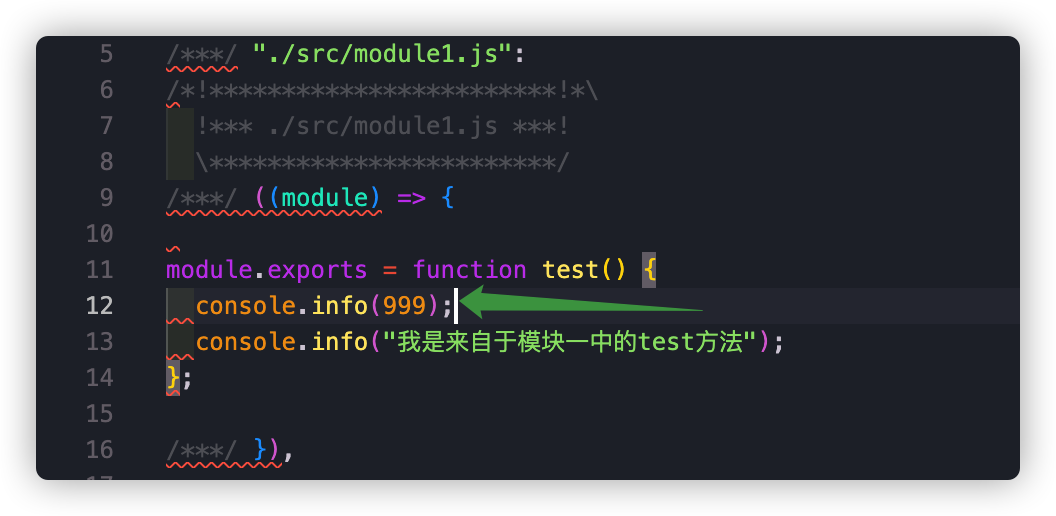 5 /***/ "./src/module1.js":
6 /*!************************!*\
7   !*** ./src/module1.js ***!
8   \************************/
9 /***/ ((module) => {
10
11 module.exports = function test() {
12   console.info(999);
13   console.info("我是来自于模块一中的test方法");
14 };
15
16 /***/ }),